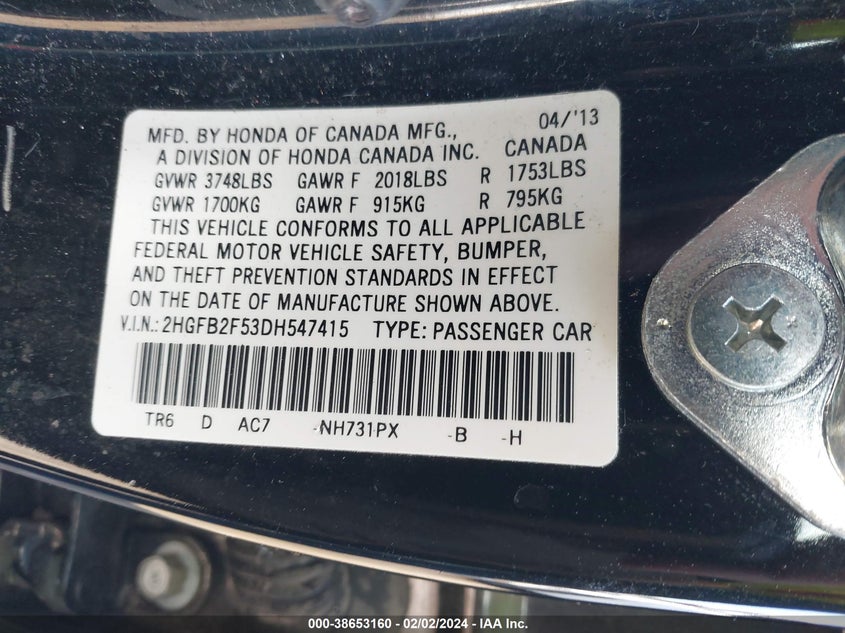 MFD. BY HONDA OF CANADA MFG., 04/'13
A DIVISION OF HONDA CANADA INC. CANADA
GVWR 3748LBS GAWR F 2018LBS R 1753LBS
GVWR 1700KG GAWR F 915KG R 795KG
THIS VEHICLE CONFORMS TO ALL APPLICABLE
FEDERAL MOTOR VEHICLE SAFETY, BUMPER,
AND THEFT PREVENTION STANDARDS IN EFFECT
ON THE DATE OF MANUFACTURE SHOWN ABOVE.
V.I.N.: 2HGFB2F53DH547415 TYPE: PASSENGER CAR
TR6 D AC7 -NH731PX -B -H
000-38653160 - 02/02/2024 - IAA Inc.